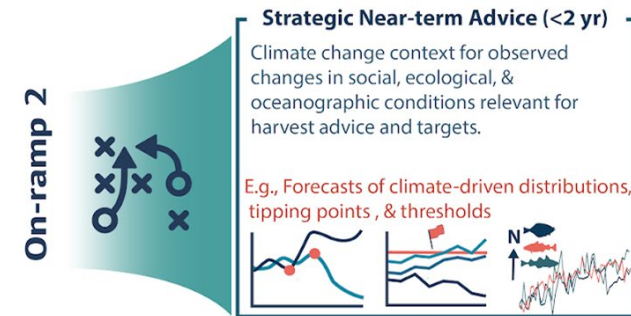 Strategic Near-term Advice (<2 yr)
On-ramp 2
Climate change context for observed
changes in social, ecological, &
oceanographic conditions relevant for
harvest advice and targets.
E.g., Forecasts of climate-driven distributions,
tipping points , & thresholds
N